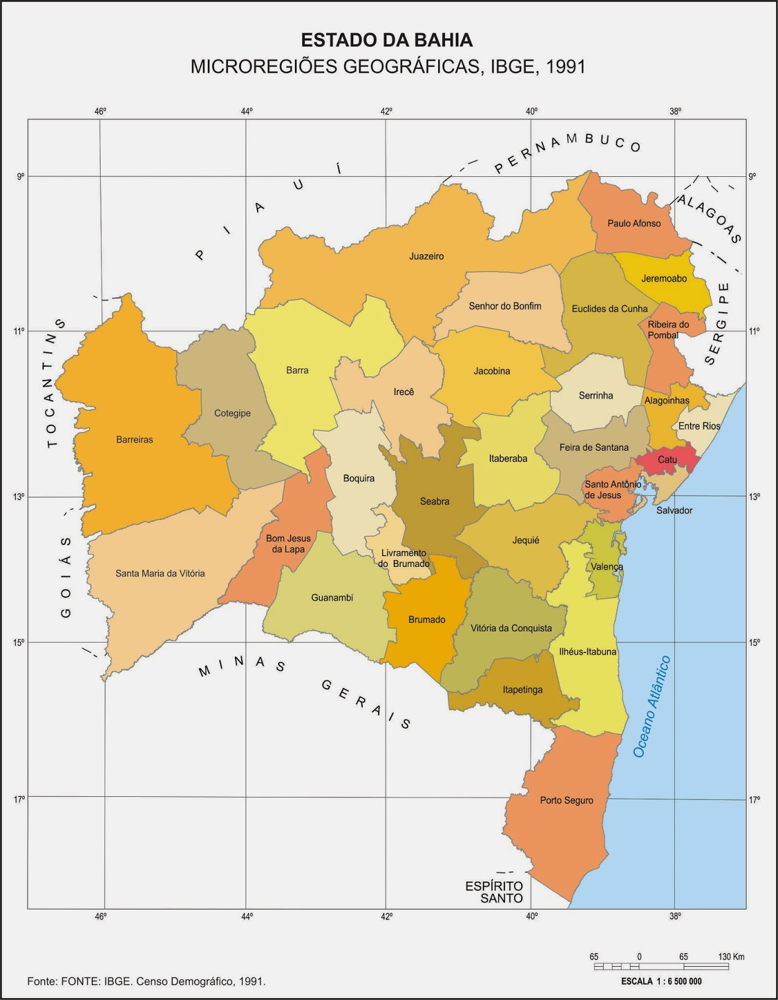 ESTADO DA BAHIA
MICROREGIÕES GEOGRÁFICAS, IBGE, 1991
46º 44º 42º 40º 38º
PERNAMBUCO
PIAUÍ
9º 9º
ALAGOAS
Paulo Afonso
Juazeiro
Jeremoabo
SERGIPE
Senhor do Bonfim
Euclides da Cunha
Ribeira do
Pombal
11º 11º
TOCANTINS
Barra
Jacobina
Irecê
Serrinha
Alagoinhas
Cotegipe
Entre Rios
Barreiras
Feira de Santana
Itaberaba
Catu
Boquira
Santo Antônio
de Jesus
13º 13º
Seabra
Salvador
Bom Jesus
da Lapa
Jequié
GOIÁS
Livramento
do Brumado
Valença
Santa Maria da Vitória
Guanambi
Brumado
Vitória da Conquista
15º 15º
Ilhéus-Itabuna
MINAS GERAIS
Itapetinga
Oceano Atlântico
17º 17º
Porto Seguro
ESPÍRITO
SANTO
46º 44º 42º 40º 38º
65 0 65 130 Km
ESCALA 1 : 6 500 000
Fonte: FONTE: IBGE. Censo Demográfico, 1991.